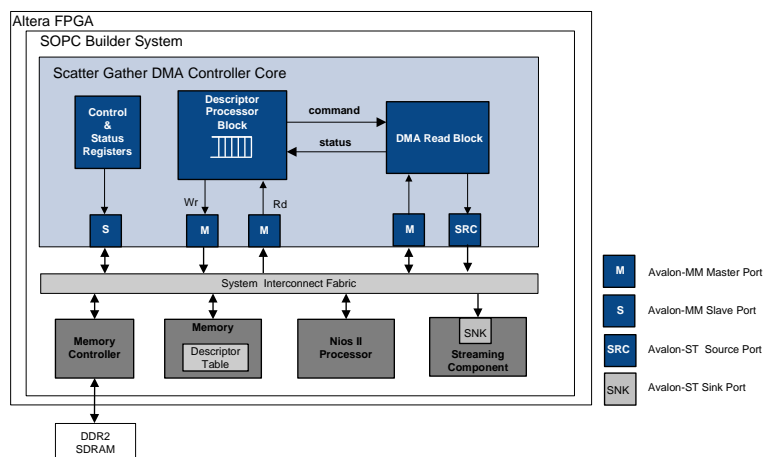 Altera FPGA
SOPC Builder System
Scatter Gather DMA Controller Core
Control
&
Status
Registers
Descriptor
Processor
Block
command
status
DMA Read Block
Wr
Rd
S
M
M
M
SRC
System Interconnect Fabric
Memory
Controller
Memory
Descriptor
Table
Nios II
Processor
SNK
Streaming
Component
DDR2
SDRAM
M
Avalon-MM Master Port
S
Avalon-MM Slave Port
SRC
Avalon-ST Source Port
SNK
Avalon-ST Sink Port